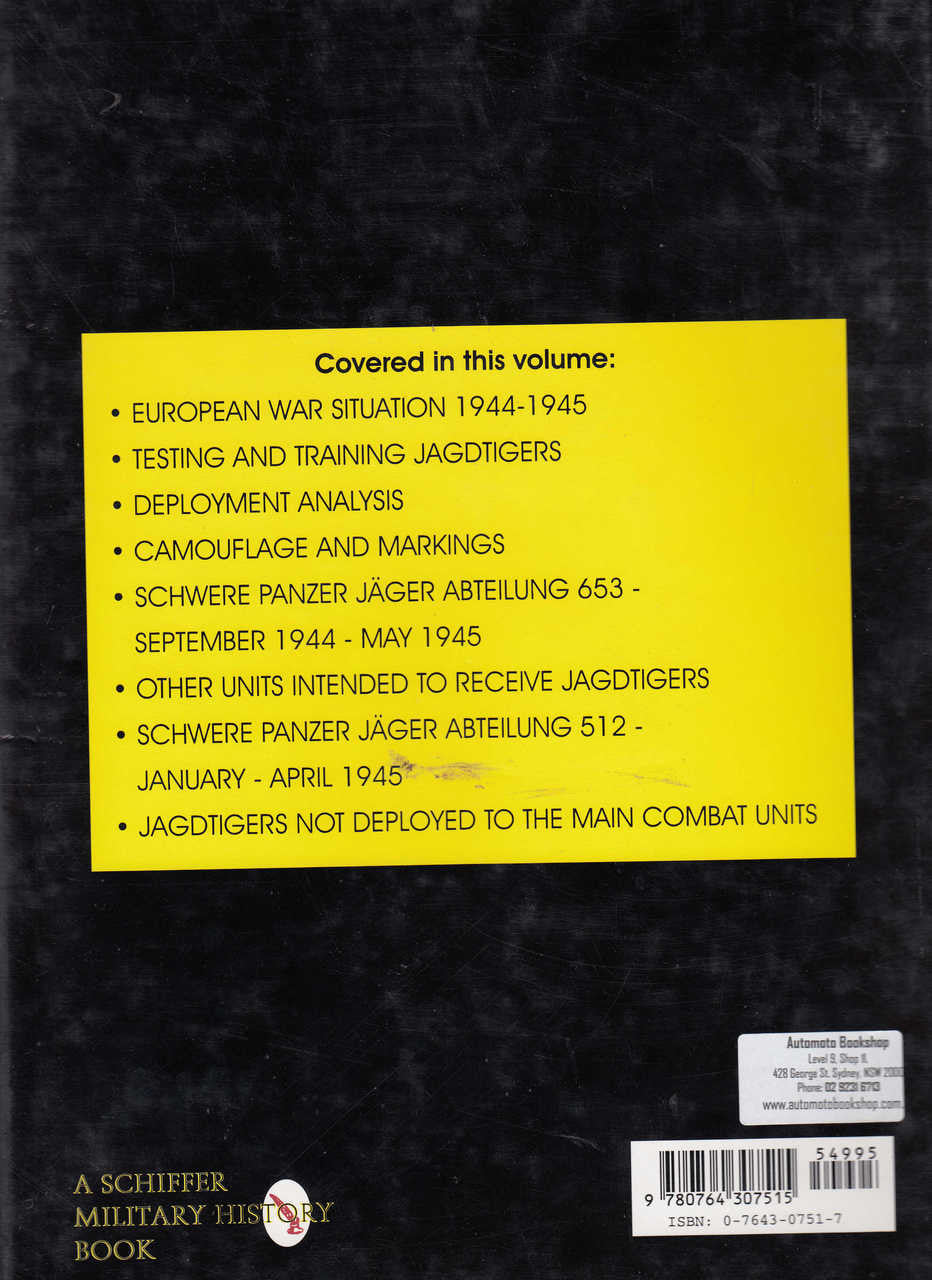 Covered in this volume:
• EUROPEAN WAR SITUATION 1944-1945
• TESTING AND TRAINING JAGDTIGERS
• DEPLOYMENT ANALYSIS
• CAMOUFLAGE AND MARKINGS
• SCHWERE PANZER JÄGER ABTEILUNG 653 -
SEPTEMBER 1944 - MAY 1945
• OTHER UNITS INTENDED TO RECEIVE JAGDTIGERS
• SCHWERE PANZER JÄGER ABTEILUNG 512 -
JANUARY - APRIL 1945
• JAGDTIGERS NOT DEPLOYED TO THE MAIN COMBAT UNITS
Automoto Bookshop
Level 9, Shop 11,
428 George St, Sydney, NSW 2000
Phone: 02 9231 6713
www.automotobookshop.com.
54995
9 780764 307515
ISBN: 0-7643-0751-7
A SCHIFFER
MILITARY HISTORY
BOOK